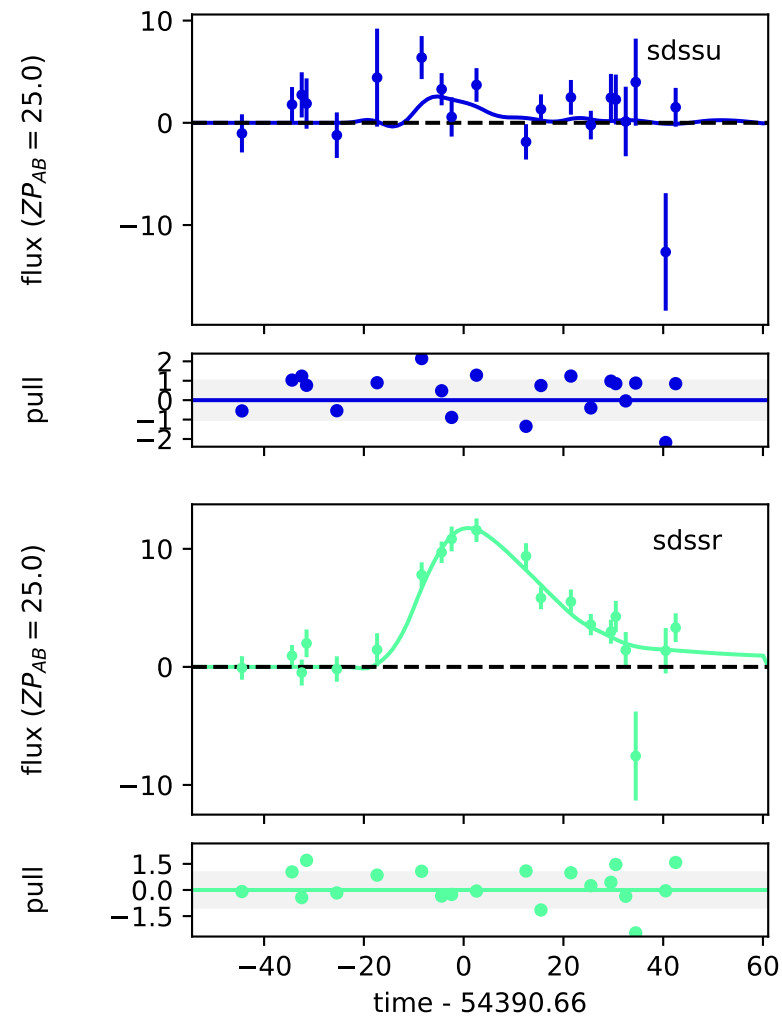 10
0
−10
flux (ZP_AB = 25.0)
sdssu
2
1
0
−1
−2
pull
10
0
−10
flux (ZP_AB = 25.0)
sdssr
1.5
0.0
−1.5
pull
−40 −20 0 20 40 60
time - 54390.66